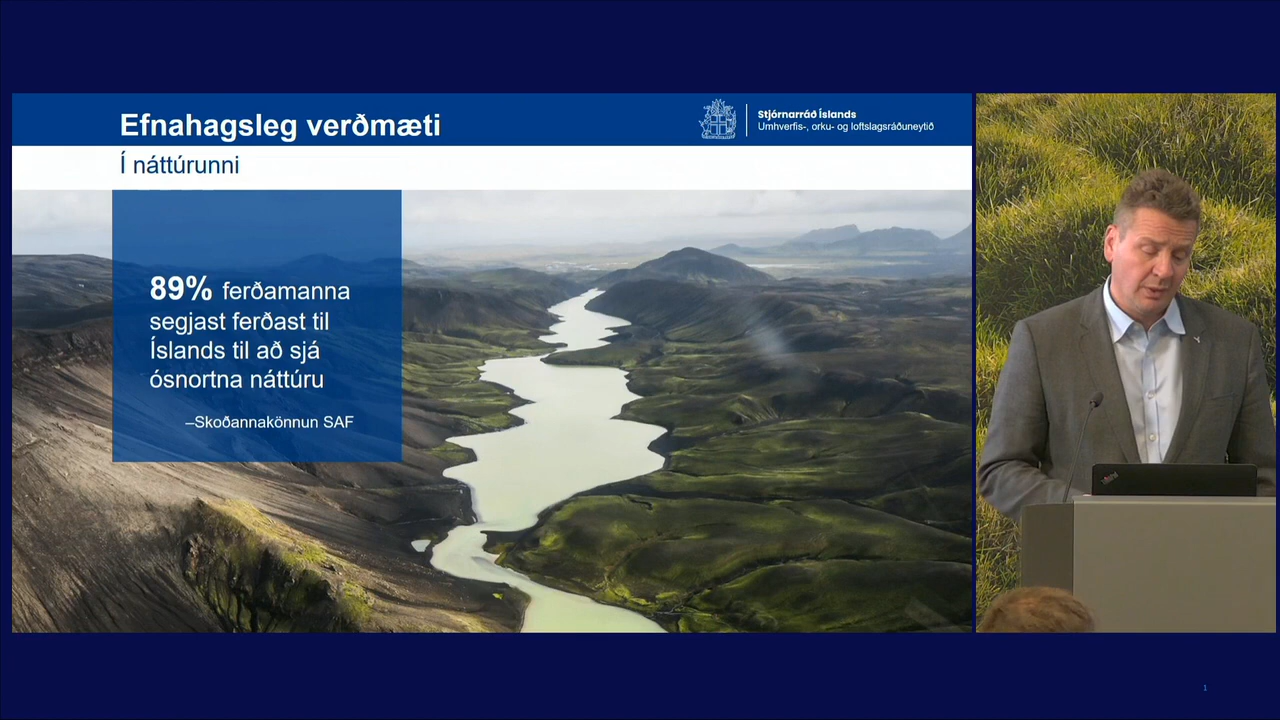 Efnahagsleg verðmæti
Stjórnarráð Íslands
Umhverfis-, orku- og loftslagsráðuneytið
Í náttúrunni
89% ferðamanna
segjast ferðast til
Íslands til að sjá
ósnortna náttúru
–Skoðannakönnun SAF
1